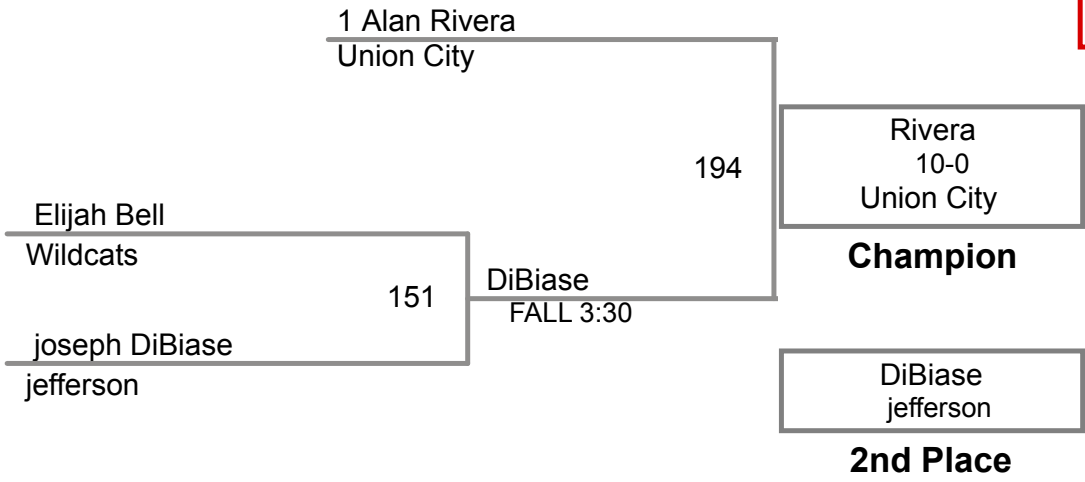 1 Alan Rivera
Union City
194
Rivera
10-0
Union City
Champion
Elijah Bell
Wildcats
151
DiBiase
FALL 3:30
joseph DiBiase
jefferson
DiBiase
jefferson
2nd Place